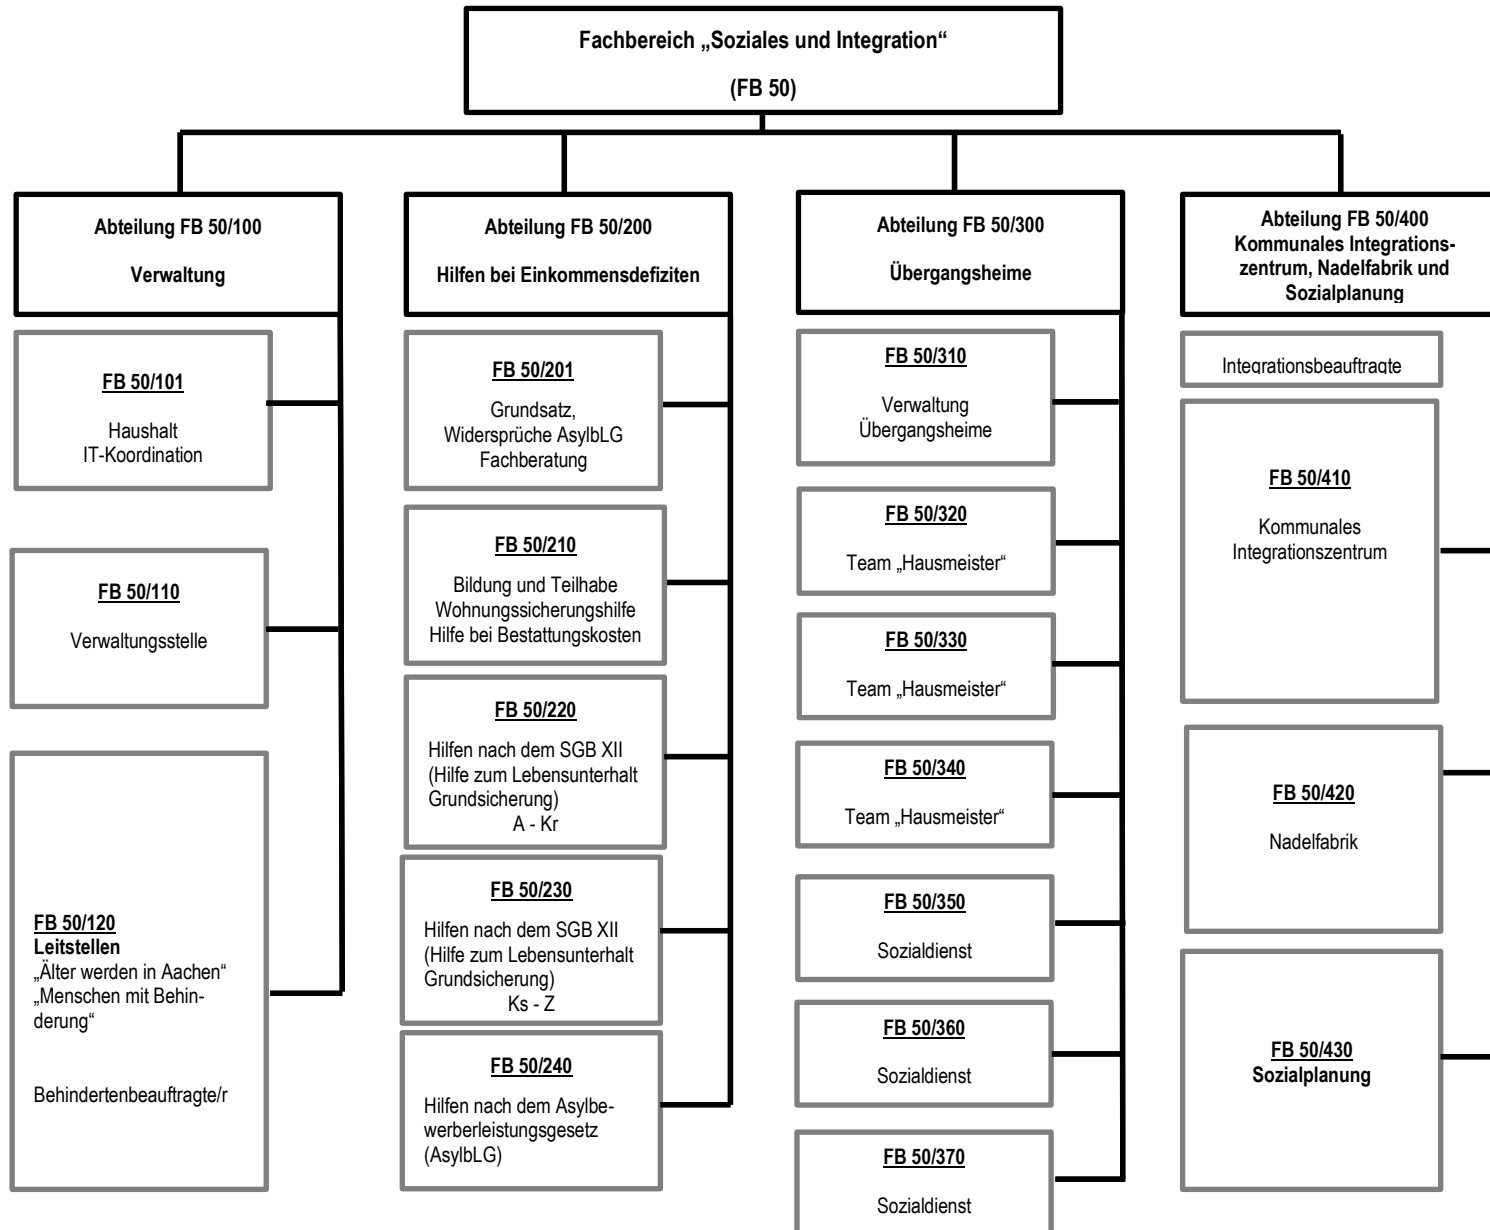 Fachbereich „Soziales und Integration“
(FB 50)
Abteilung FB 50/100
Verwaltung
FB 50/101
Haushalt
IT-Koordination
FB 50/110
Verwaltungsstelle
FB 50/120
Leitstellen
„Älter werden in Aachen“
„Menschen mit Behin-
derung“
Behindertenbeauftragte/r
Abteilung FB 50/200
Hilfen bei Einkommensdefiziten
FB 50/201
Grundsatz,
Widersprüche AsylbLG
Fachberatung
FB 50/210
Bildung und Teilhabe
Wohnungssicherungshilfe
Hilfe bei Bestattungskosten
FB 50/220
Hilfen nach dem SGB XII
(Hilfe zum Lebensunterhalt
Grundsicherung)
A - Kr
FB 50/230
Hilfen nach dem SGB XII
(Hilfe zum Lebensunterhalt
Grundsicherung)
Ks - Z
FB 50/240
Hilfen nach dem Asylbe-
werberleistungsgesetz
(AsylbLG)
Abteilung FB 50/300
Übergangsheime
FB 50/310
Verwaltung
Übergangsheime
FB 50/320
Team „Hausmeister“
FB 50/330
Team „Hausmeister“
FB 50/340
Team „Hausmeister“
FB 50/350
Sozialdienst
FB 50/360
Sozialdienst
FB 50/370
Sozialdienst
Abteilung FB 50/400
Kommunales Integrations-
zentrum, Nadelfabrik und
Sozialplanung
Integrationsbeauftragte
FB 50/410
Kommunales
Integrationszentrum
FB 50/420
Nadelfabrik
FB 50/430
Sozialplanung